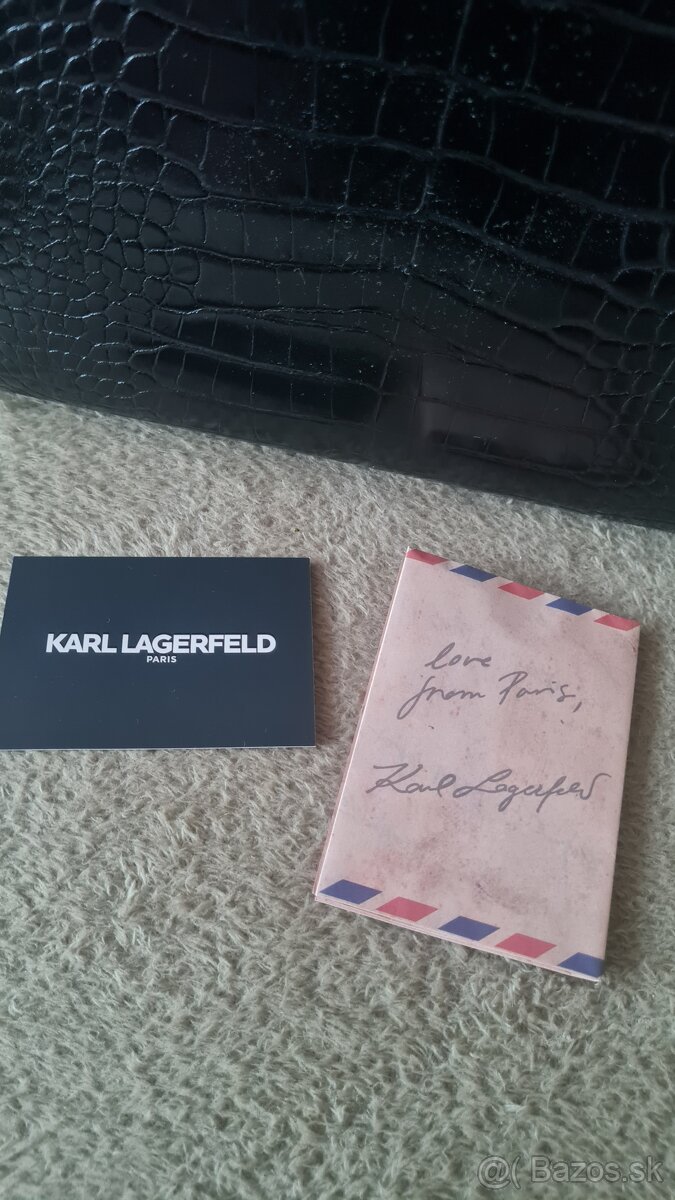 KARL LAGERFELD
PARIS
love
from Paris,
Karl Lagerfeld
@( Bazos.sk